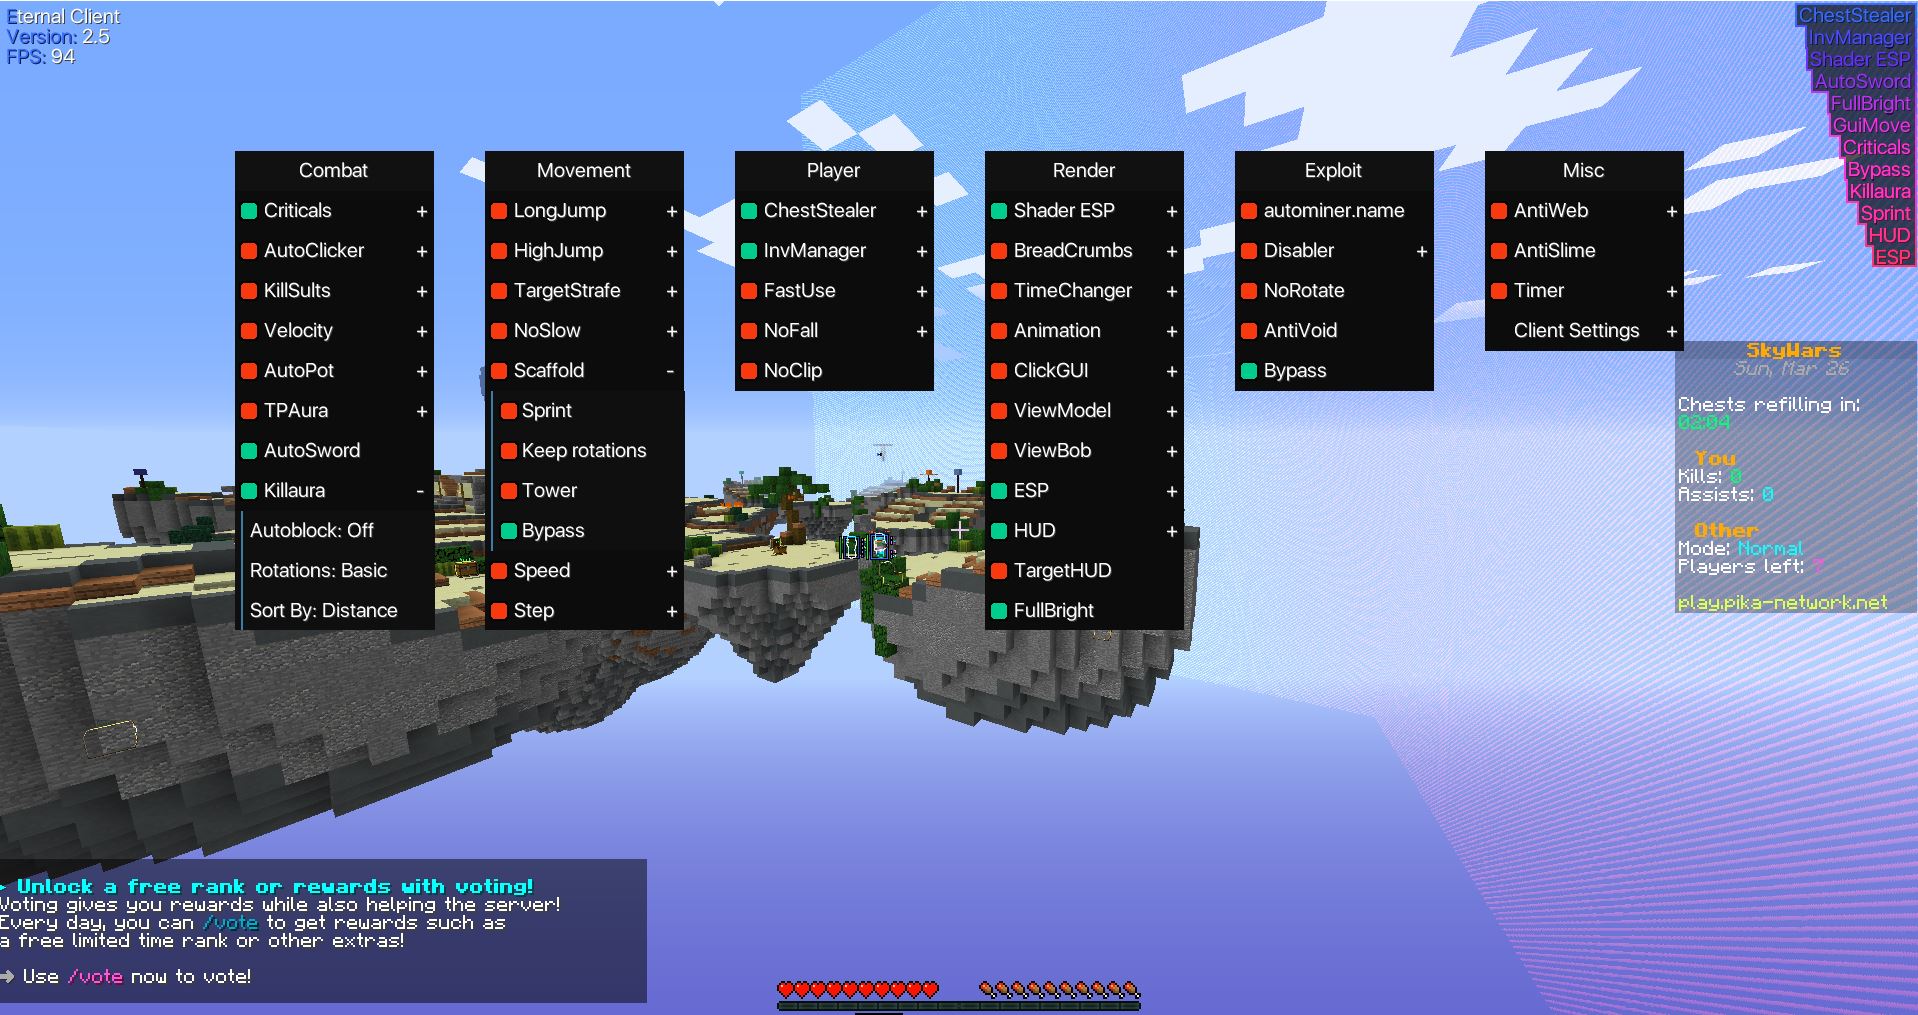 Eternal Client
Version: 2.5
FPS: 94
ChestStealer
InvManager
Shader ESP
AutoSword
FullBright
GuiMove
Criticals
Bypass
Killaura
Sprint
HUD
ESP
Combat
Criticals +
AutoClicker +
KillSults +
Velocity +
AutoPot +
TPAura +
AutoSword
Killaura -
Autoblock: Off
Rotations: Basic
Sort By: Distance
Movement
LongJump +
HighJump +
TargetStrafe +
NoSlow +
Scaffold -
Sprint
Keep rotations
Tower
Bypass
Speed +
Step +
Player
ChestStealer +
InvManager +
FastUse +
NoFall +
NoClip
Render
Shader ESP +
BreadCrumbs +
TimeChanger +
Animation +
ClickGUI +
ViewModel +
ViewBob +
ESP +
HUD +
TargetHUD
FullBright
Exploit
autominer.name
Disabler +
NoRotate
AntiVoid
Bypass
Misc
AntiWeb +
AntiSlime
Timer +
Client Settings +
SkyWars
Sun, Mar 26
Chests refilling in:
02:04
You
Kills: 0
Assists: 0
Other
Mode: Normal
Players left: 7
play.pika-network.net
Unlock a free rank or rewards with voting!
Voting gives you rewards while also helping the server!
Every day, you can /vote to get rewards such as
a free limited time rank or other extras!
→ Use /vote now to vote!